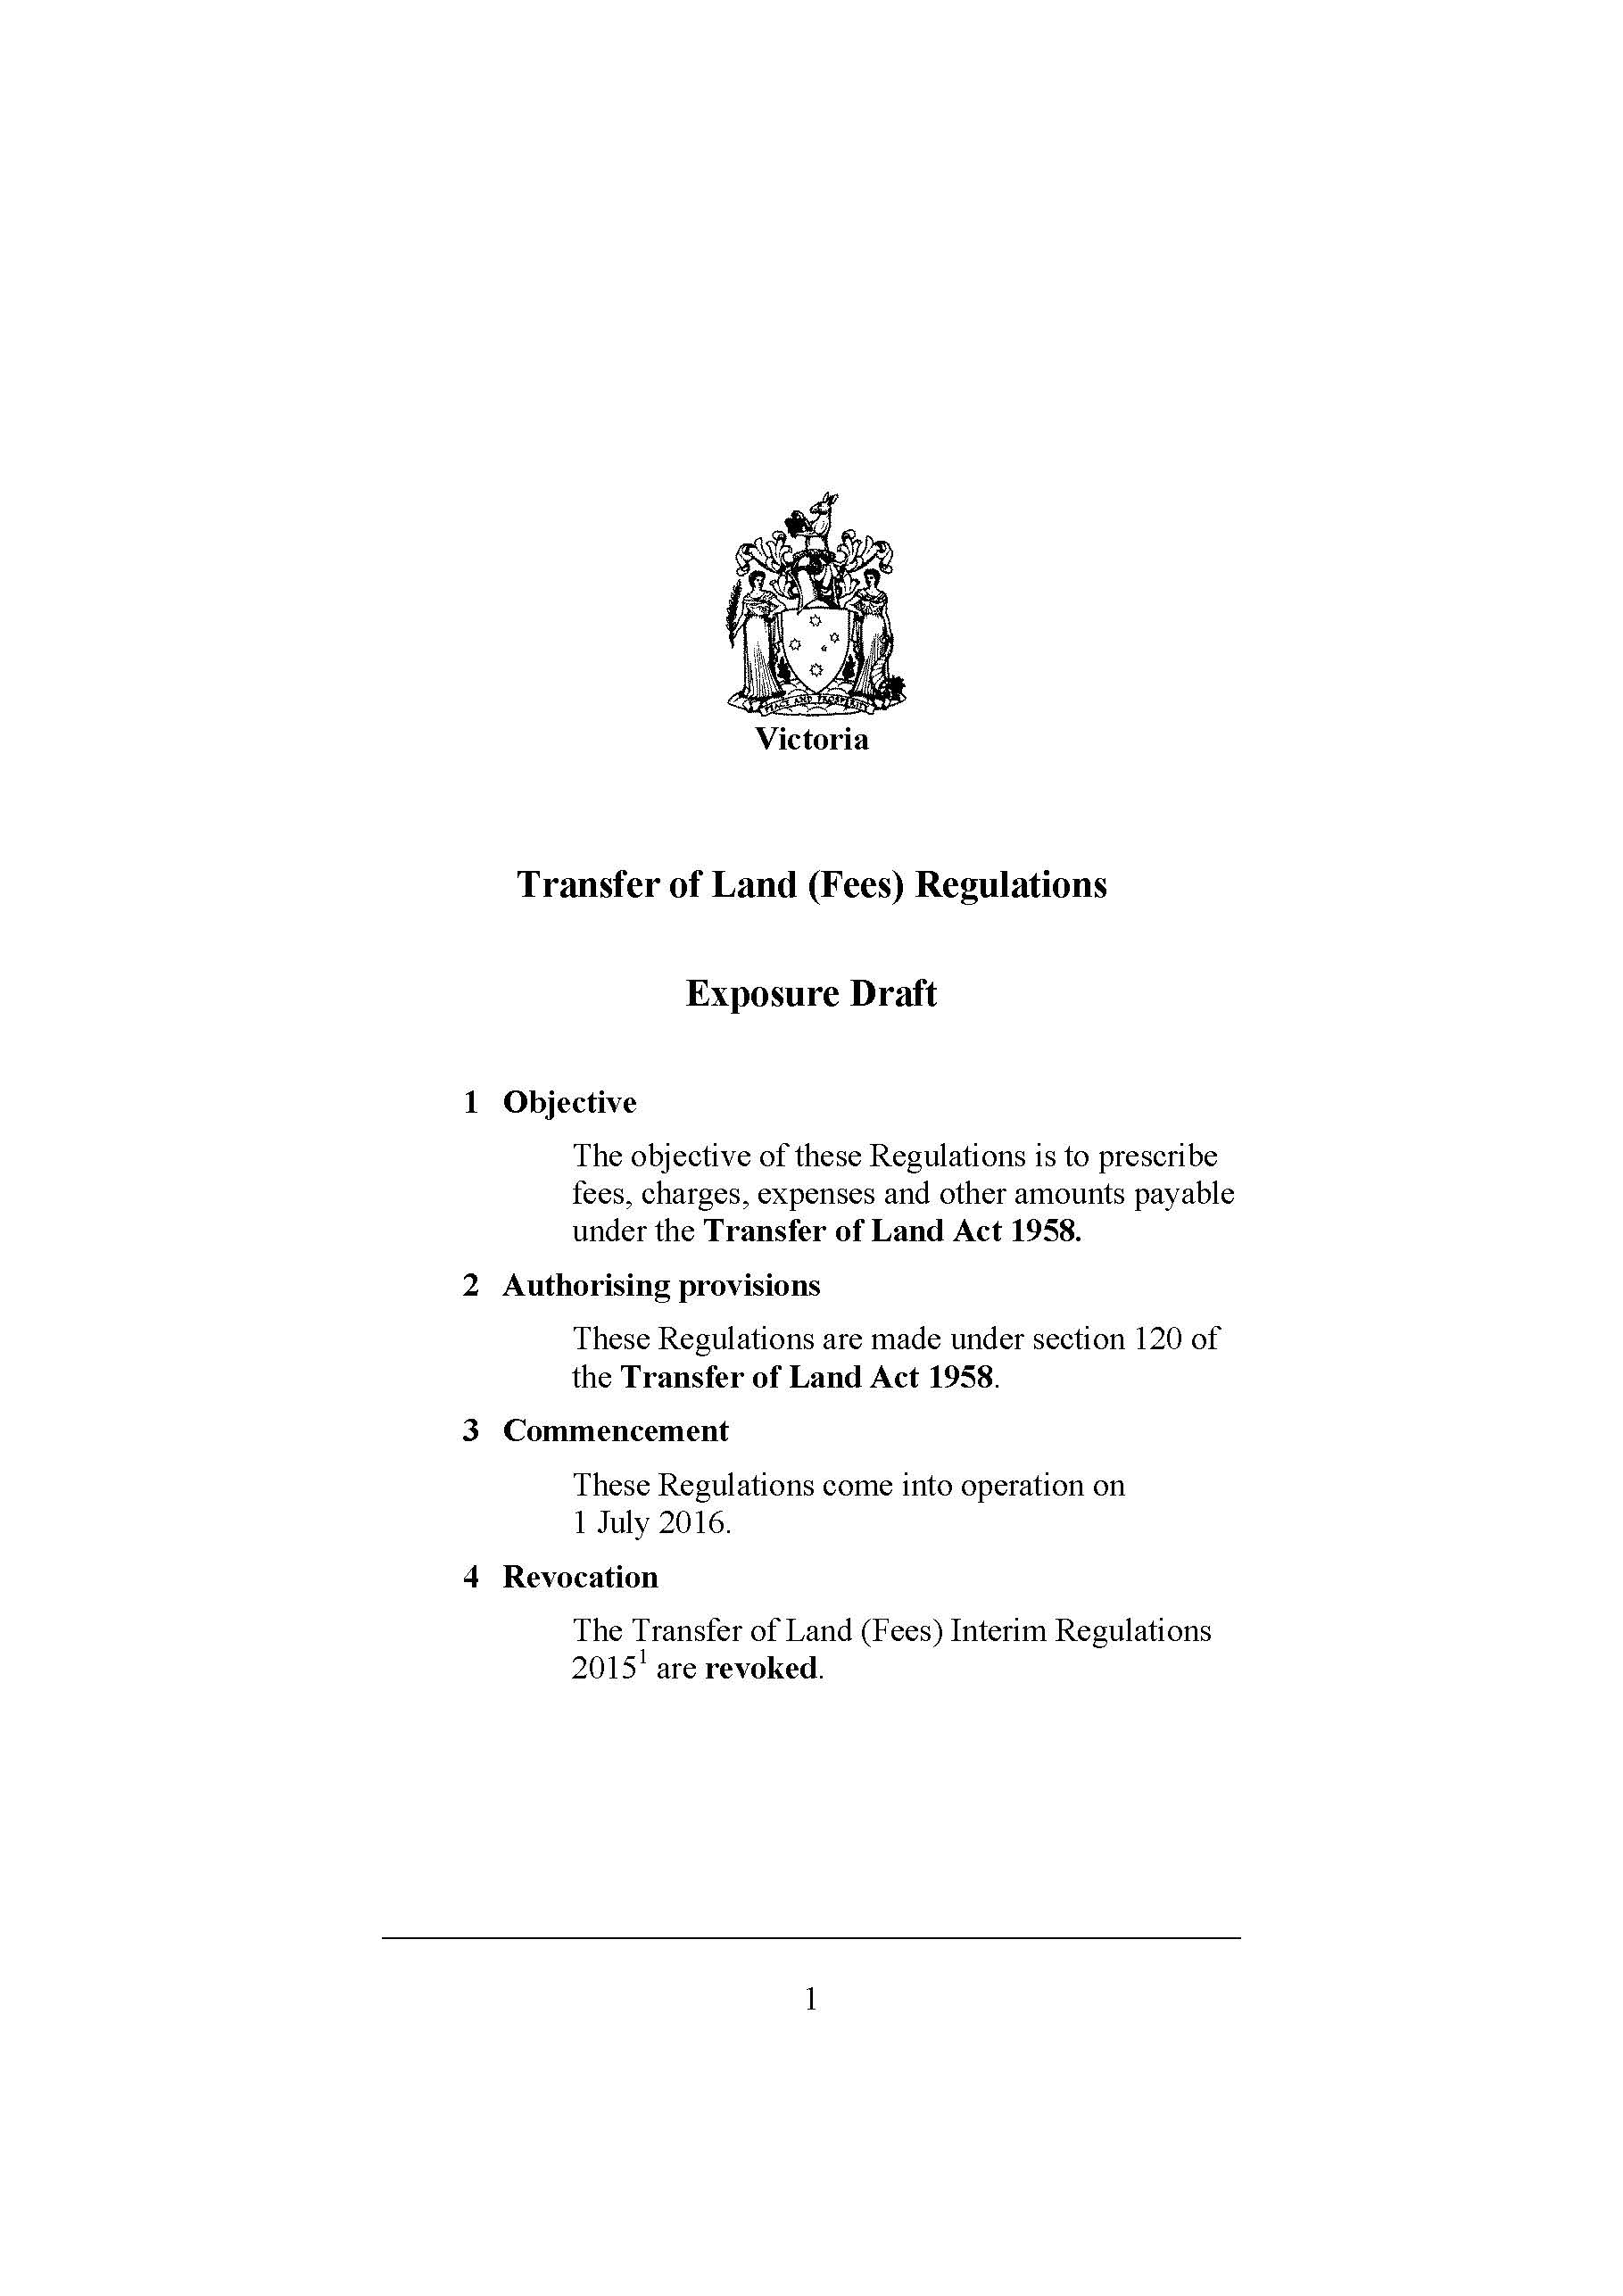 PEACE AND PROSPERITY
Victoria
Transfer of Land (Fees) Regulations
Exposure Draft
1 Objective
The objective of these Regulations is to prescribe
fees, charges, expenses and other amounts payable
under the Transfer of Land Act 1958.
2 Authorising provisions
These Regulations are made under section 120 of
the Transfer of Land Act 1958.
3 Commencement
These Regulations come into operation on
1 July 2016.
4 Revocation
The Transfer of Land (Fees) Interim Regulations
2015¹ are revoked.
1